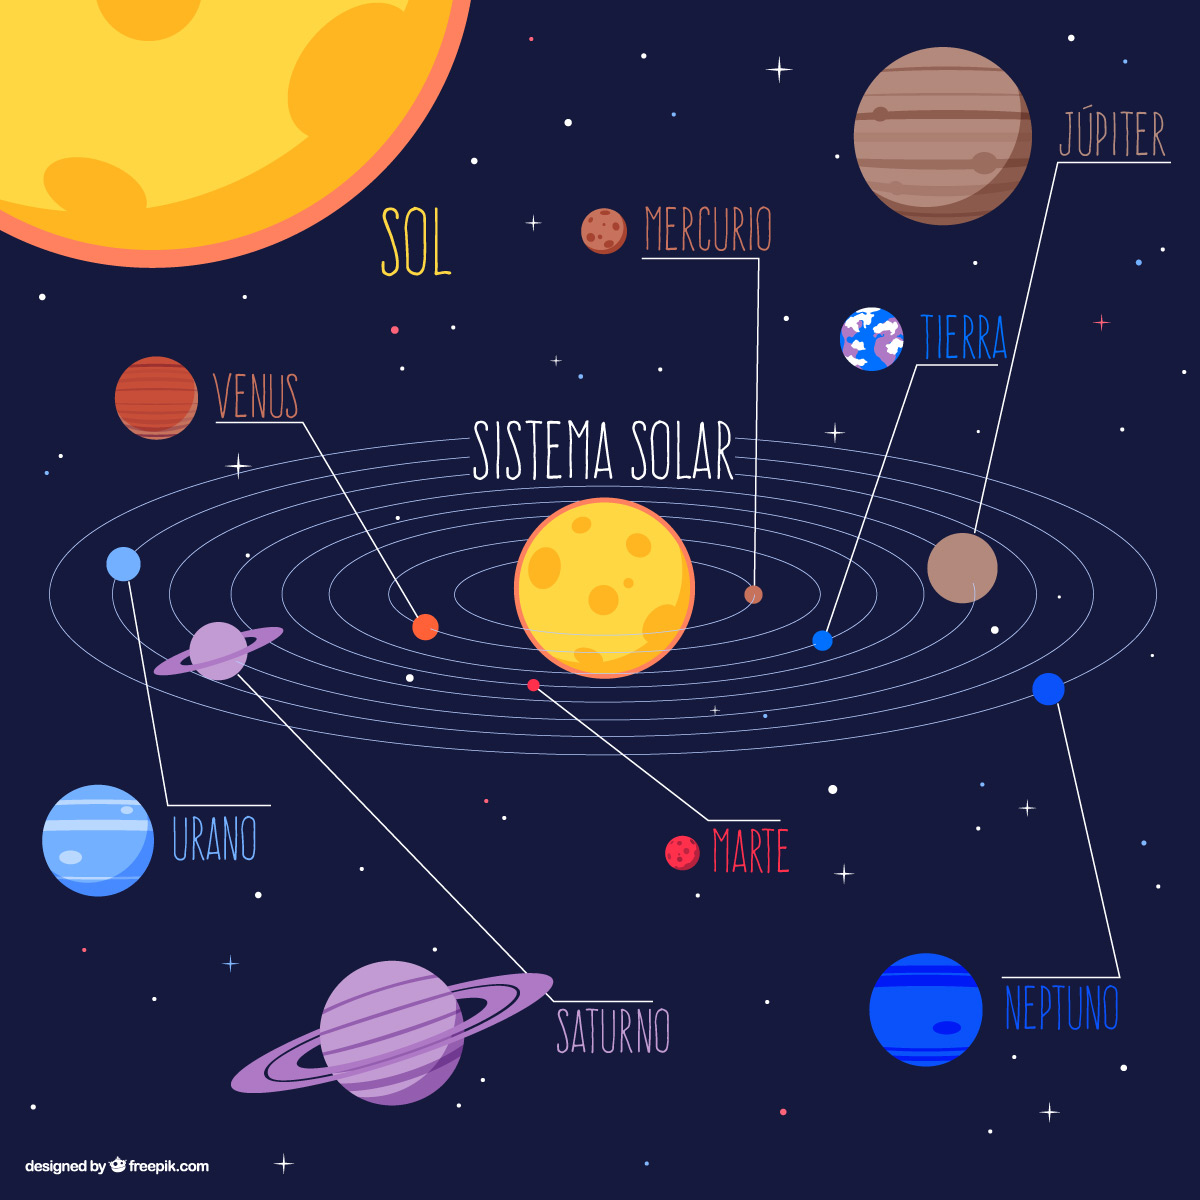 JÚPITER
SOL
MERCURIO
TIERRA
VENUS
SISTEMA SOLAR
URANO
MARTE
NEPTUNO
SATURNO
designed by freepik.com